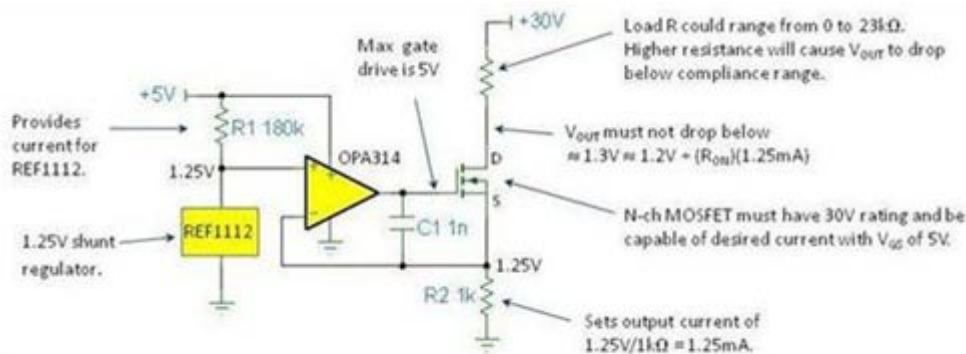 +30V
Load R could range from 0 to 23kΩ.
Higher resistance will cause VOUT to drop
below compliance range.
Max gate
drive is 5V
+5V
Provides
current for
REF1112.
R1 180k
OPA314
VOUT must not drop below
≈ 1.3V ≈ 1.2V + (RON)(1.25mA)
1.25V
D
S
REF1112
C1 1n
N-ch MOSFET must have 30V rating and be
capable of desired current with VGS of 5V.
1.25V shunt
regulator.
1.25V
R2 1k
Sets output current of
1.25V/1kΩ = 1.25mA.